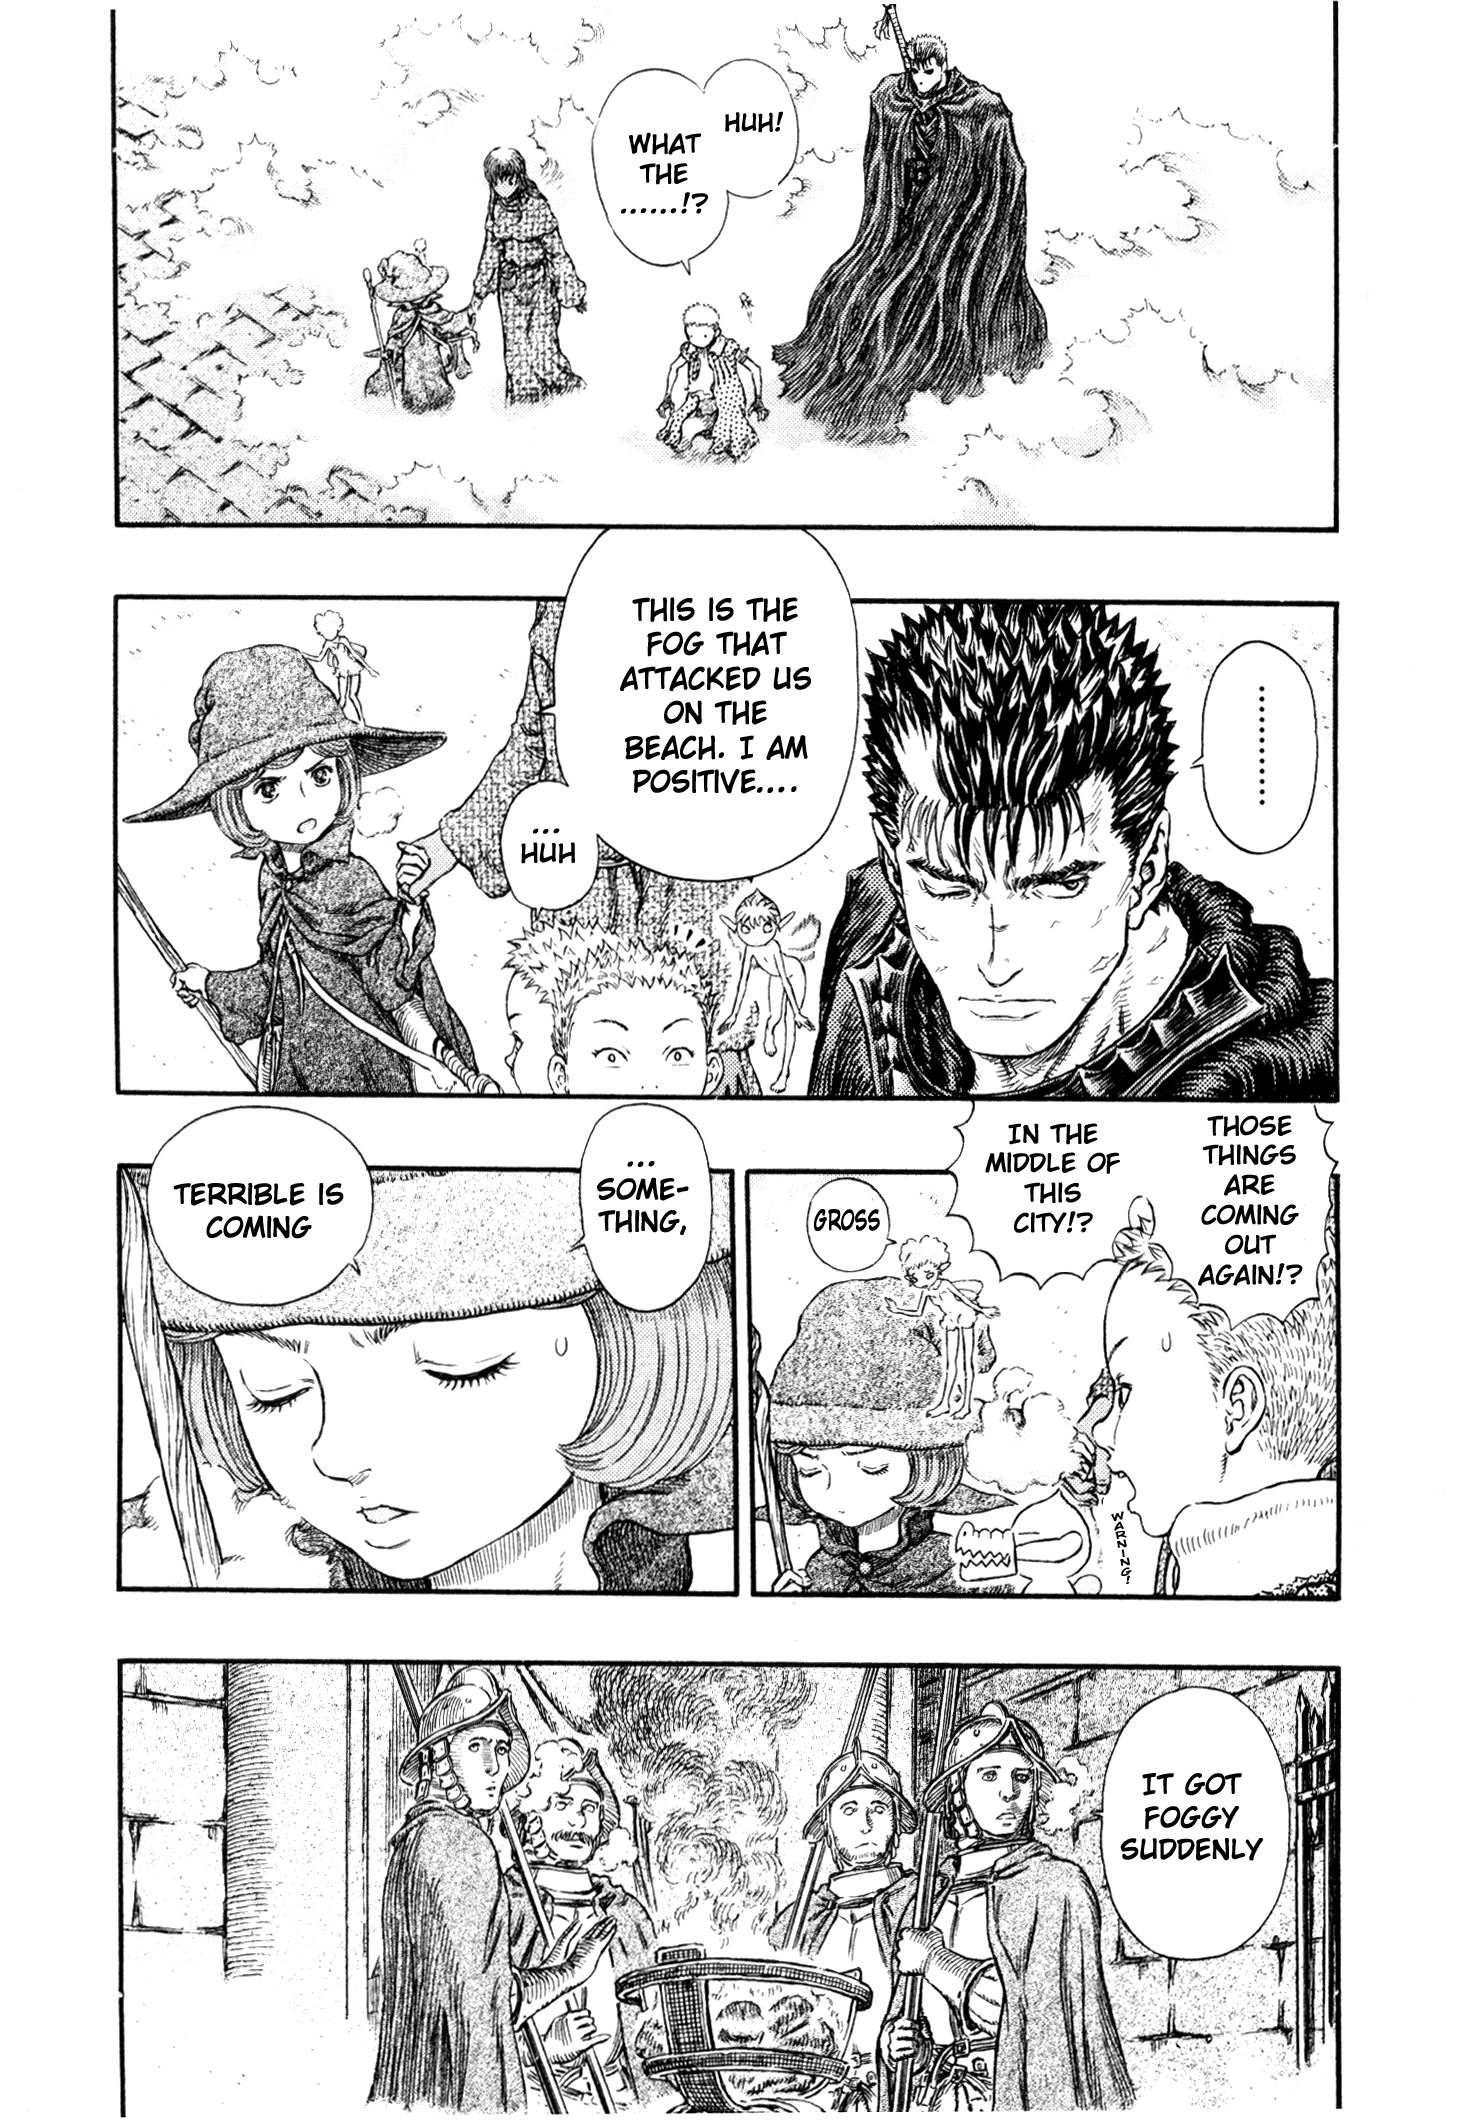 HUH!
WHAT
THE
......!?
..........
THIS IS THE
FOG THAT
ATTACKED US
ON THE
BEACH. I AM
POSITIVE....
...
HUH
THOSE
THINGS
ARE
COMING
OUT
AGAIN!?
IN THE
MIDDLE OF
THIS
CITY!?
GROSS
WARNING!
...
SOME-
THING,
TERRIBLE IS
COMING
IT GOT
FOGGY
SUDDENLY